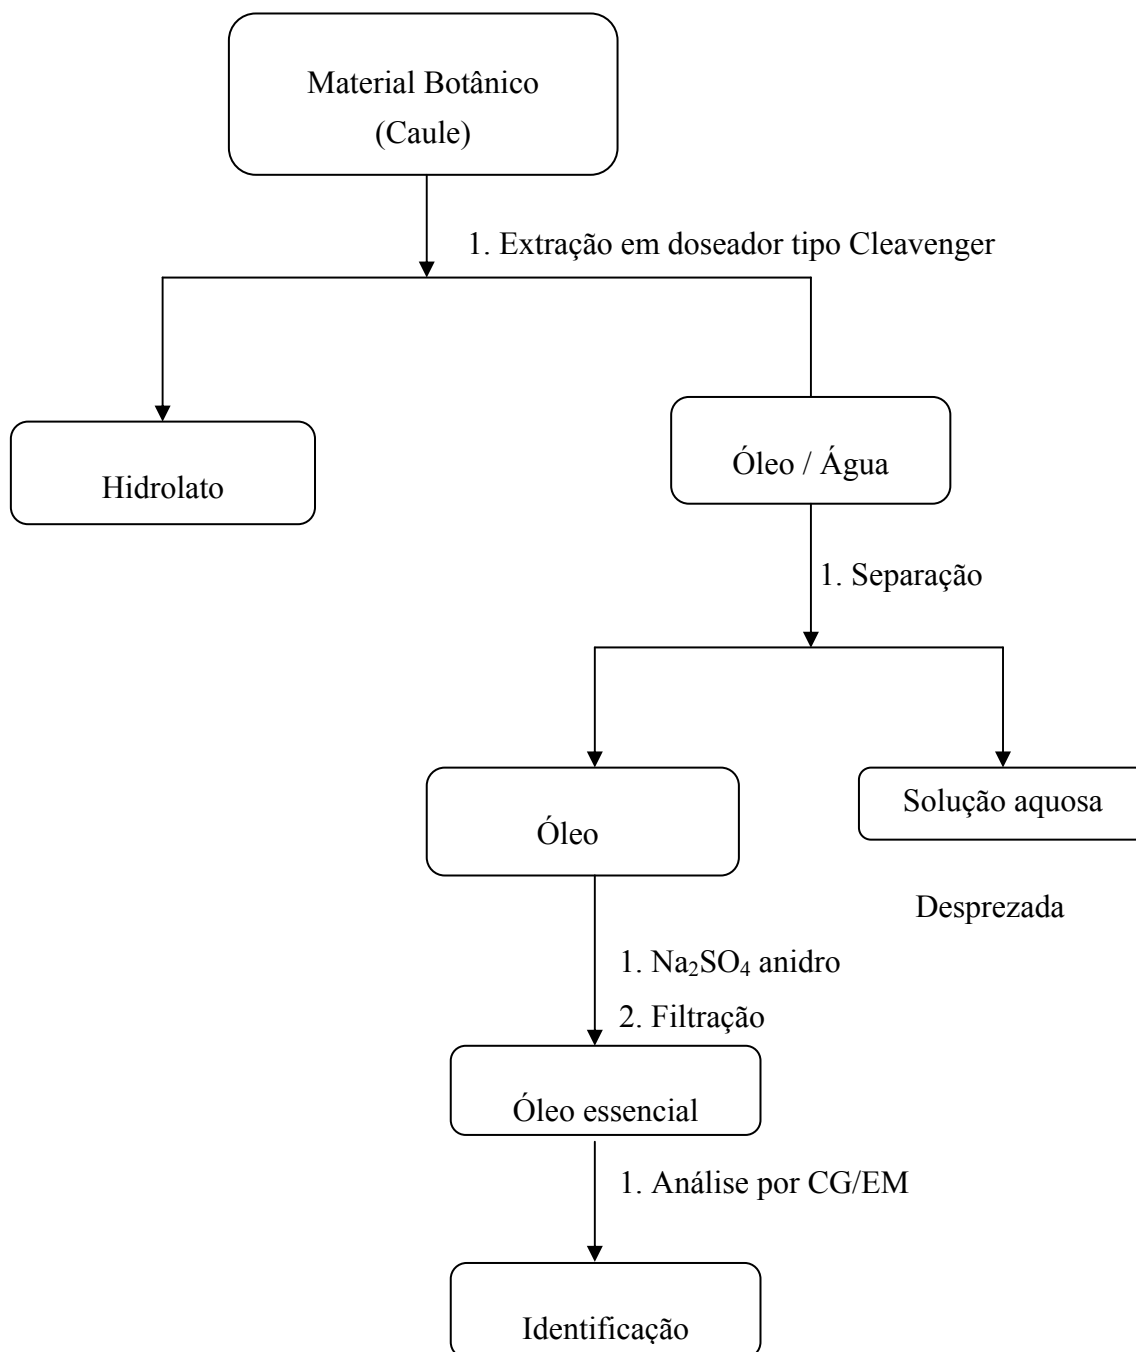 Material Botânico
(Caule)
1. Extração em doseador tipo Cleavenger
Hidrolato
Óleo / Água
1. Separação
Óleo
Solução aquosa
Desprezada
1. Na₂SO₄ anidro
2. Filtração
Óleo essencial
1. Análise por CG/EM
Identificação